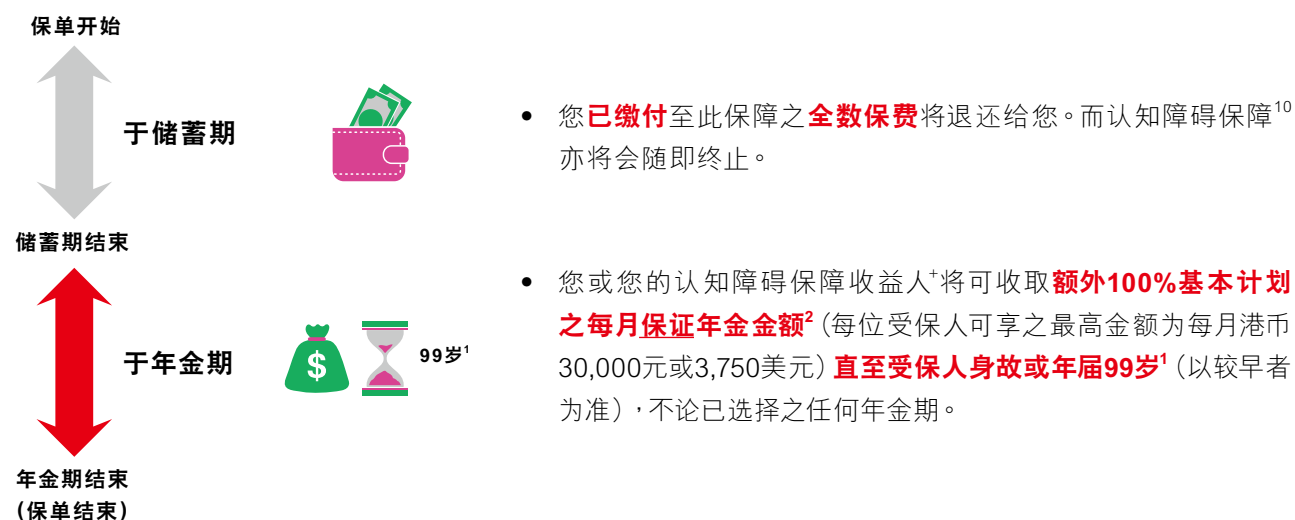 保单开始
于储蓄期
• 您已缴付至此保障之全数保费将退还给您。而认知障碍保障10
亦将会随即终止。
储蓄期结束
• 您或您的认知障碍保障收益人+将可收取额外100%基本计划
之每月保证年金金额2（每位受保人可享之最高金额为每月港币
于年金期
$
99岁1
30,000元或3,750美元）直至受保人身故或年届99岁1（以较早者
为准），不论已选择之任何年金期。
年金期结束
(保单结束)